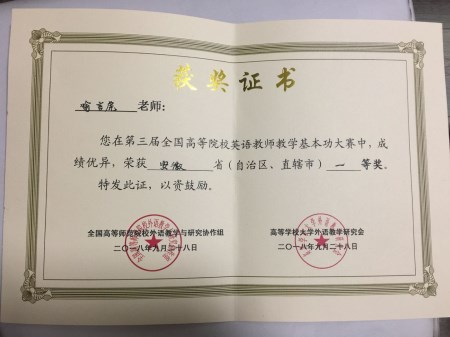 获奖证书
老师：
您在第三届全国高等院校英语教师教学基本功大赛中，成
绩优异，荣获 安徽 省（自治区、直辖市） 一 等奖。
特发此证，以资鼓励。
全国高等师范院校外语教学与研究协作组 高等学校大学外语教学研究会
二〇一八年九月二十八日 二〇一八年九月二十八日